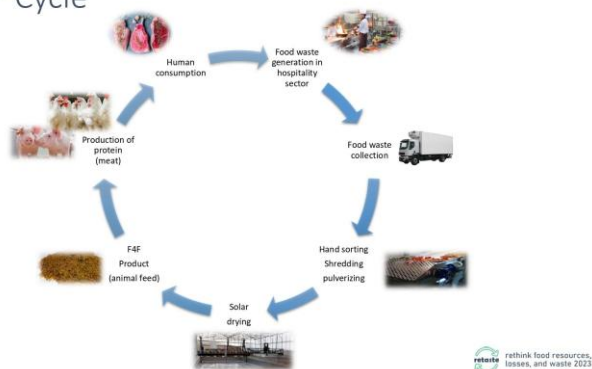 Cycle
Human
consumption
Food waste
generation in
hospitality
sector
Food waste
collection
Hand sorting
Shredding
pulverizing
Solar
drying
F4F
Product
(animal feed)
Production of
protein
(meat)
retaste
rethink food resources,
losses, and waste 2023